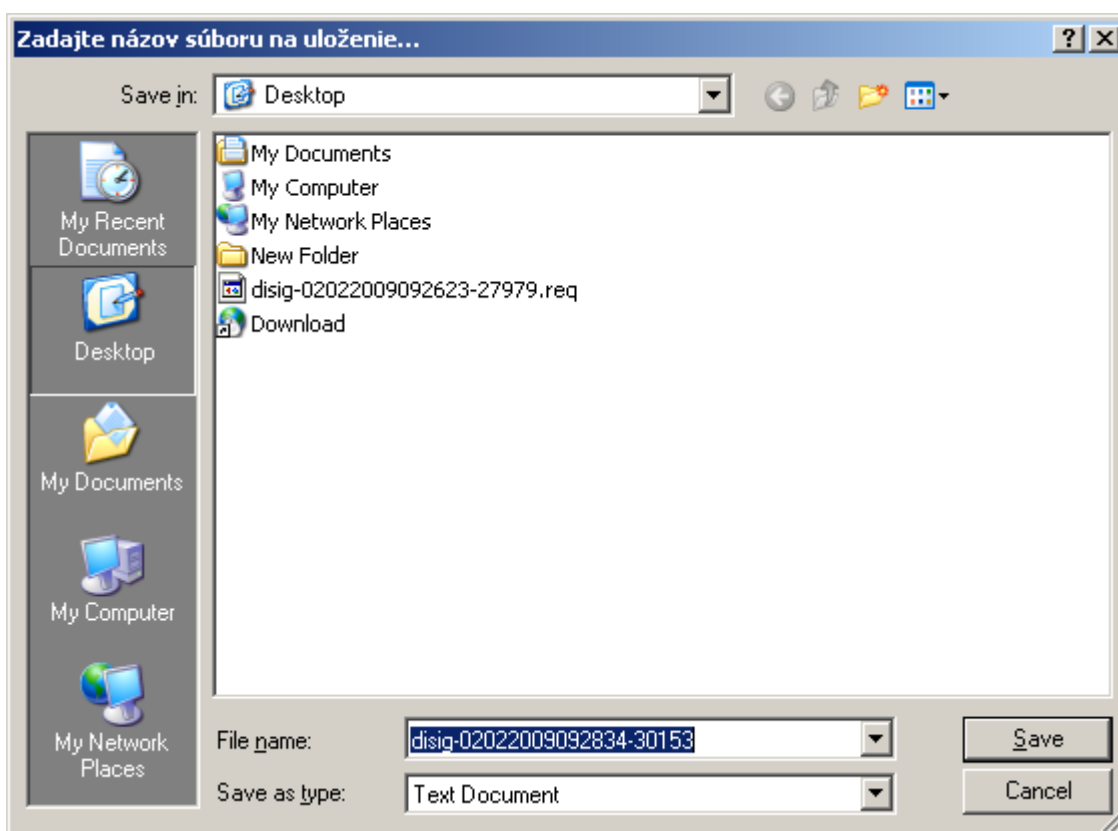 Zadajte názov súboru na uloženie...
Save in:
Desktop
My Recent
Documents
Desktop
My Documents
My Computer
My Network
Places
My Documents
My Computer
My Network Places
New Folder
disig-02022009092623-27979.req
Download
File name:
disig-02022009092834-30153
Save
Save as type:
Text Document
Cancel